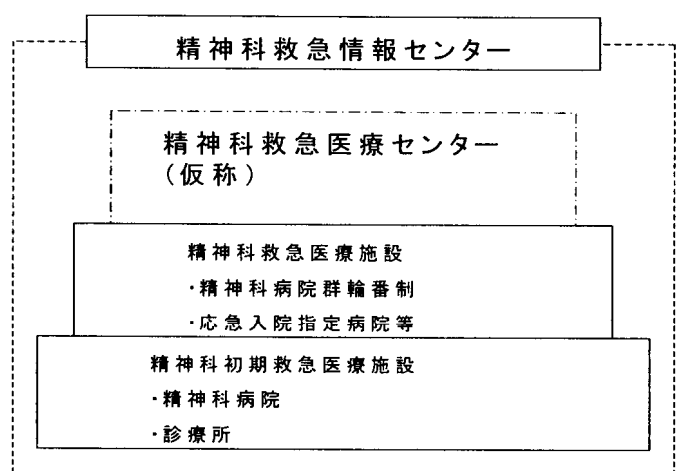 精神科救急情報センター
精神科救急医療センター
(仮称)
精神科救急医療施設
・精神科病院群輪番制
・応急入院指定病院等
精神科初期救急医療施設
・精神科病院
・診療所